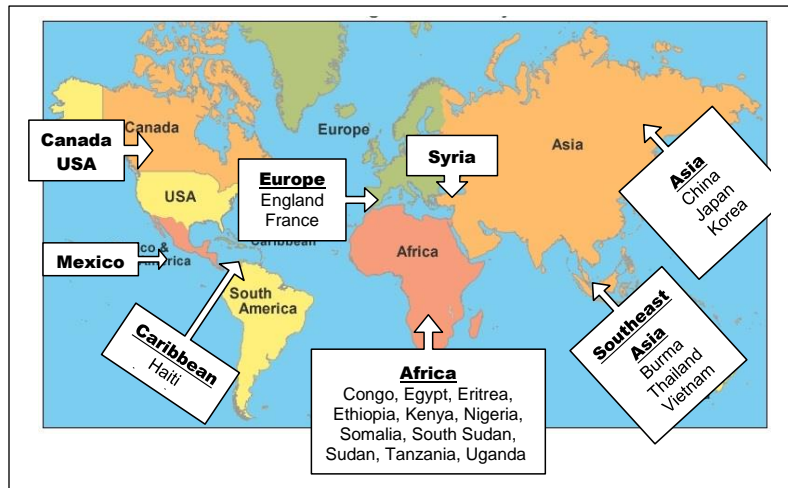 Canada
USA
Canada
USA
Mexico
Caribbean
South
America
Caribbean
Haiti
Europe
Europe
England
France
Syria
Africa
Africa
Congo, Egypt, Eritrea,
Ethiopia, Kenya, Nigeria,
Somalia, South Sudan,
Sudan, Tanzania, Uganda
Asia
Asia
China
Japan
Korea
Southeast
Asia
Burma
Thailand
Vietnam